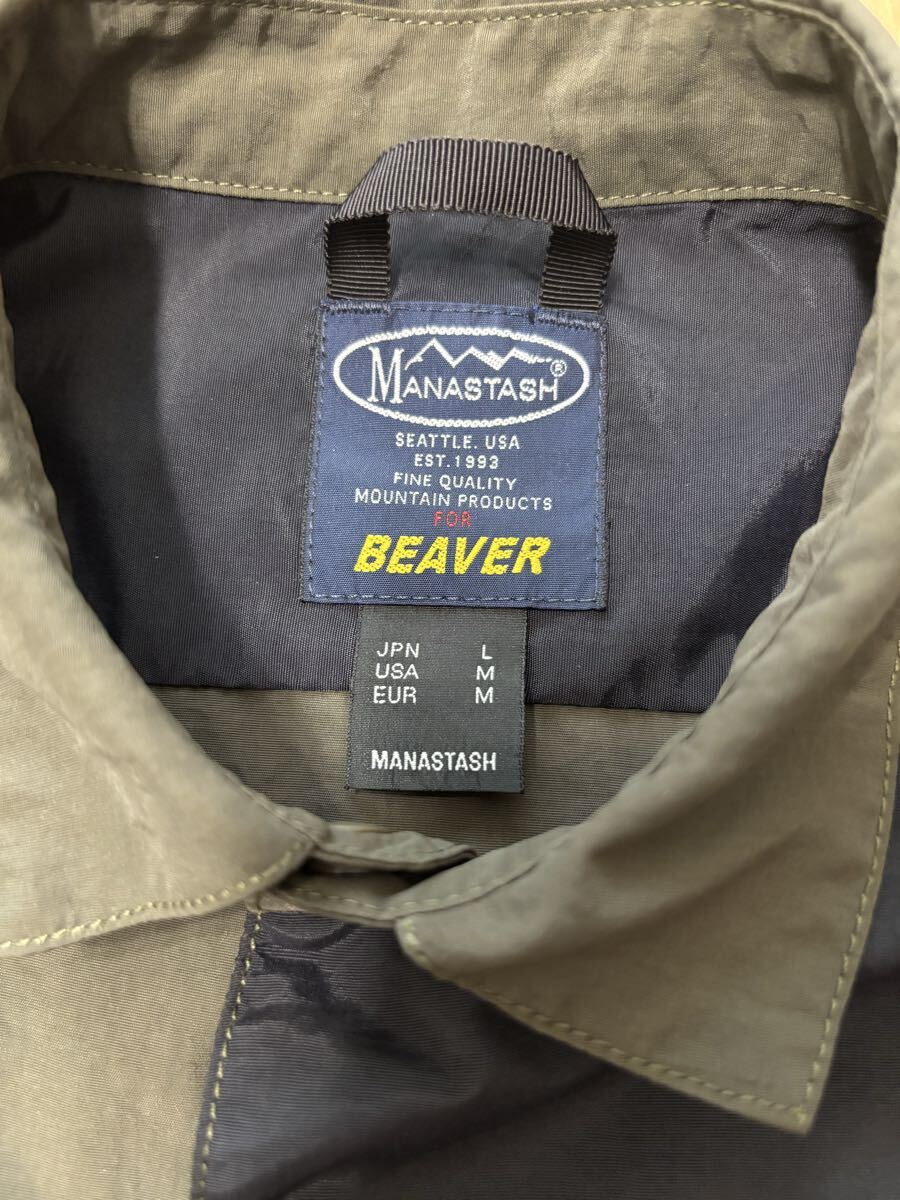 MANASTASH®
SEATTLE. USA
EST.1993
FINE QUALITY
MOUNTAIN PRODUCTS
FOR
BEAVER
JPN L
USA M
EUR M
MANASTASH